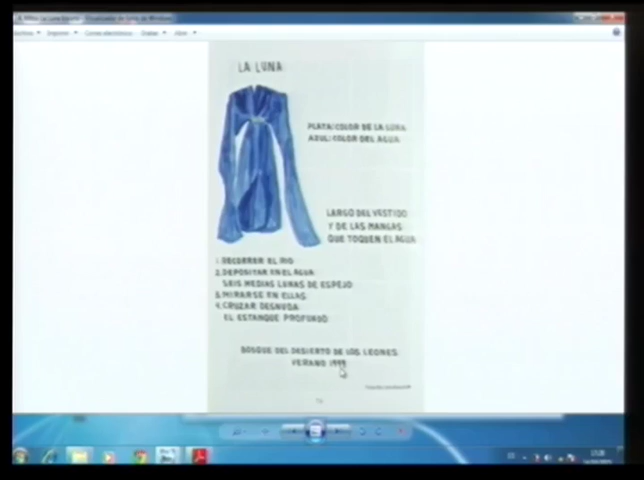 LA LUNA
PLATA: COLOR DE LA LUNA
AZUL: COLOR DEL AGUA
LARGO DEL VESTIDO
Y DE LAS MANGAS
QUE TOQUEN EL AGUA
1. RECORRER EL RIO
2. DEPOSITAR EN EL AGUA
SEIS MEDIAS LUNAS DE ESPEJO
3. MIRARSE EN ELLAS
4. CRUZAR DESNUDA
EL ESTANQUE PROFUNDO
BOSQUE DEL DESIERTO DE LOS LEONES
VERANO 1999